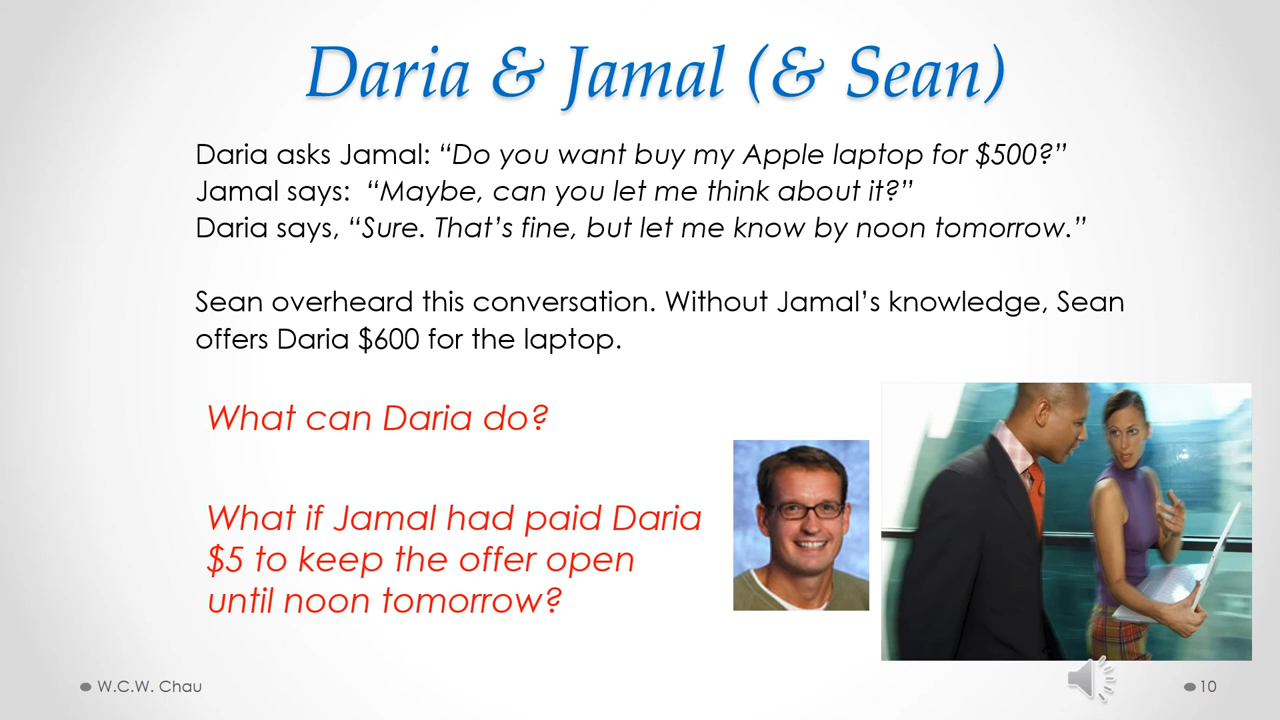 Daria & Jamal (& Sean)
Daria asks Jamal: “Do you want buy my Apple laptop for $500?”
Jamal says:  “Maybe, can you let me think about it?”
Daria says, “Sure. That’s fine, but let me know by noon tomorrow.”
Sean overheard this conversation. Without Jamal’s knowledge, Sean
offers Daria $600 for the laptop.
What can Daria do?
What if Jamal had paid Daria
$5 to keep the offer open
until noon tomorrow?
W.C.W. Chau
10